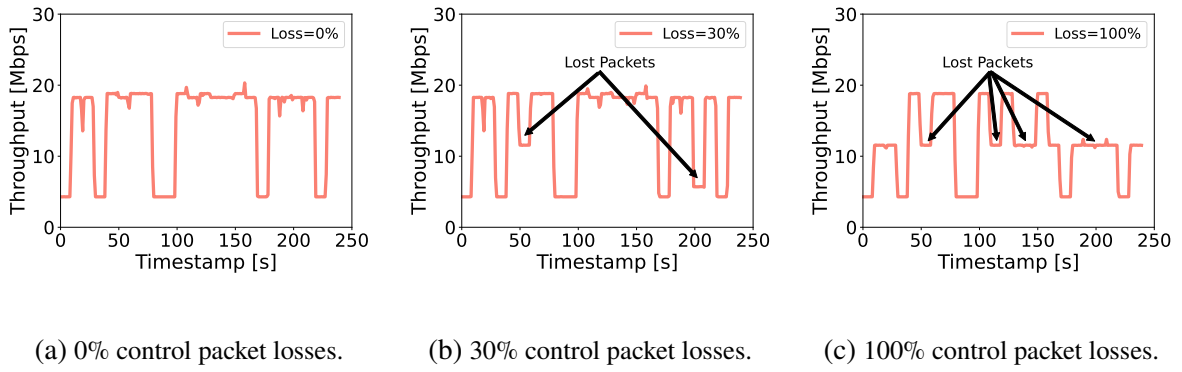 Throughput [Mbps]
30
20
10
0
Loss=0%
0 50 100 150 200 250
Timestamp [s]
(a) 0% control packet losses.
Throughput [Mbps]
30
20
10
0
Loss=30%
Lost Packets
0 50 100 150 200 250
Timestamp [s]
(b) 30% control packet losses.
Throughput [Mbps]
30
20
10
0
Loss=100%
Lost Packets
0 50 100 150 200 250
Timestamp [s]
(c) 100% control packet losses.